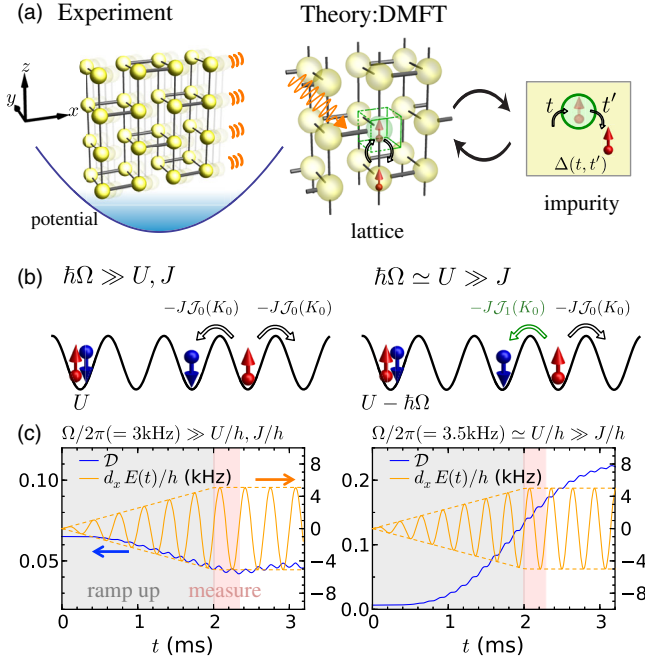 (a) Experiment Theory:DMFT
z
y x
t t′
Δ(t, t′)
potential
lattice
impurity
(b) ℏΩ ≫ U, J ℏΩ ≃ U ≫ J
−J𝒥₀(K₀) −J𝒥₀(K₀) −J𝒥₁(K₀) −J𝒥₀(K₀)
U U − ℏΩ
(c) Ω/2π(= 3kHz) ≫ U/h, J/h Ω/2π(= 3.5kHz) ≃ U/h ≫ J/h
𝒟 𝒟
dₓE(t)/h (kHz) dₓE(t)/h (kHz)
0.10 8 0.2 8
4 4
0 0.1 0
0.05 −4 −4
ramp up measure
−8 0.0 −8
0 1 2 3 0 1 2 3
t (ms) t (ms)